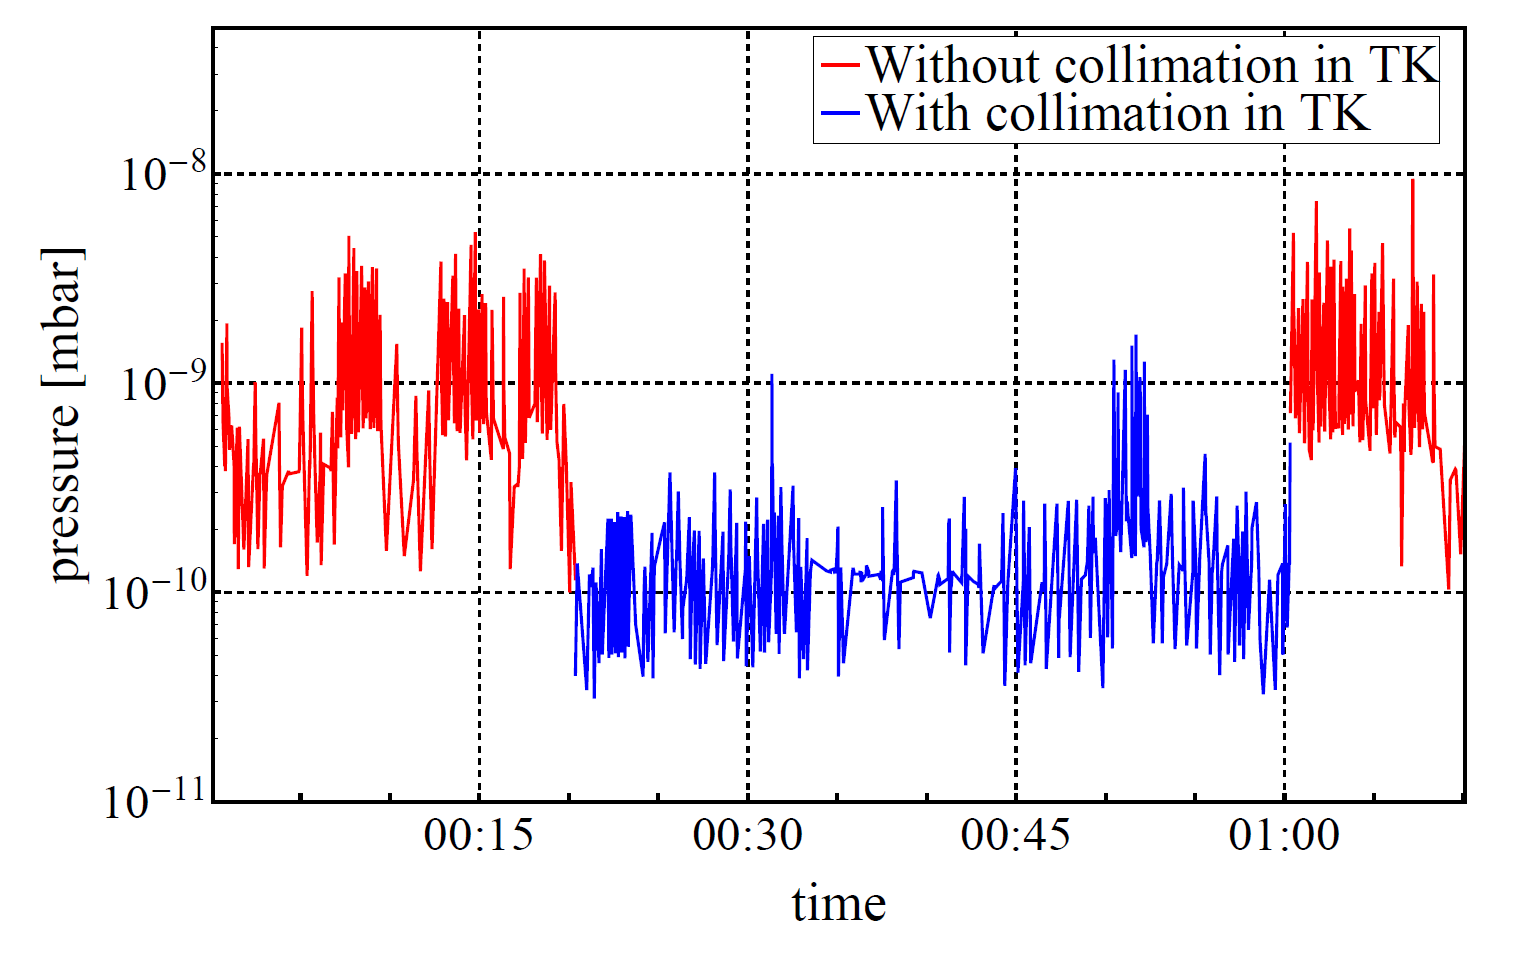 Without collimation in TK
With collimation in TK
10⁻⁸
10⁻⁹
10⁻¹⁰
10⁻¹¹
pressure [mbar]
00:15 00:30 00:45 01:00
time